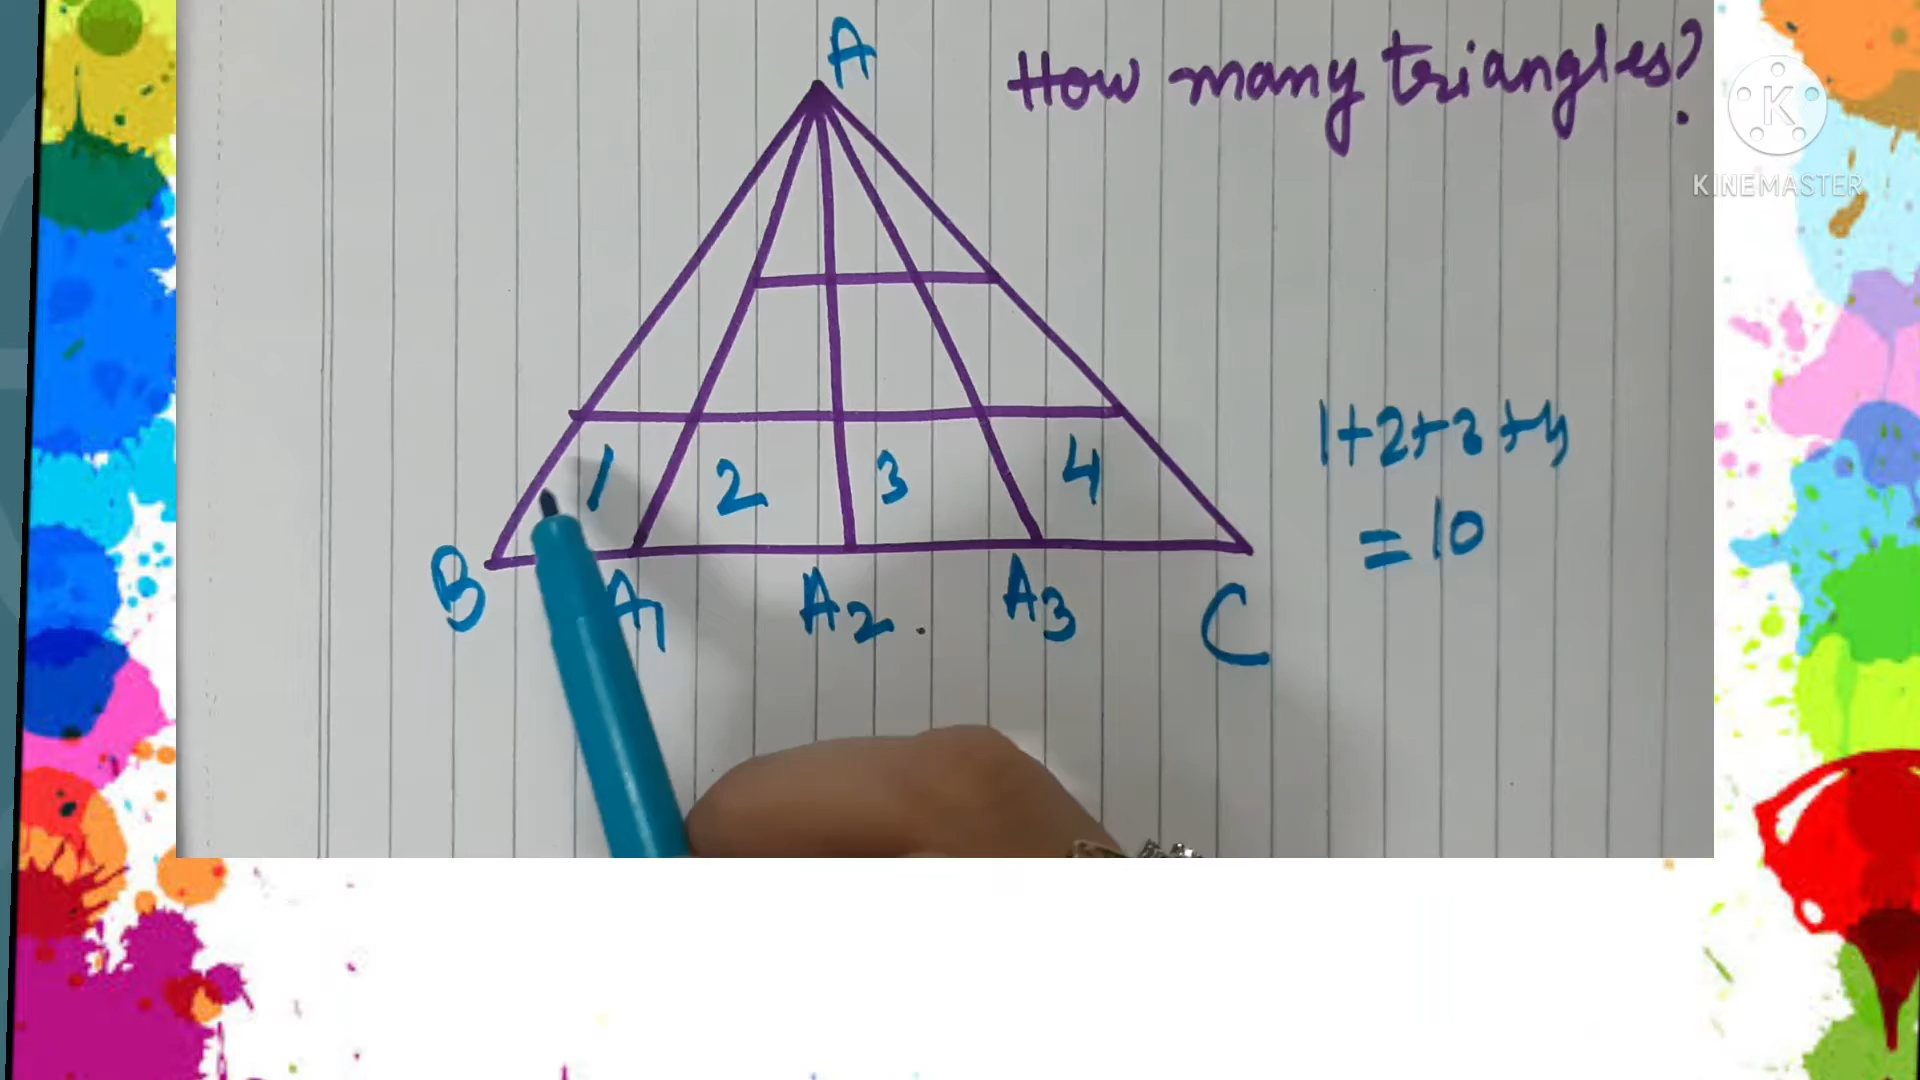 A
How many triangles?
K
KINEMASTER
1 2 3 4
1+2+3+4
= 10
B A1 A2 A3 C